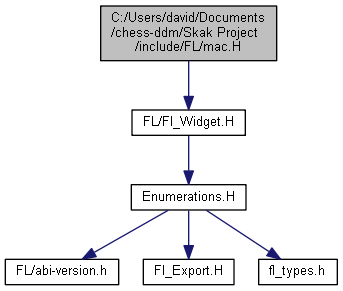 C:/Users/david/Documents
/chess-ddm/Skak Project
/include/FL/mac.H
FL/Fl_Widget.H
Enumerations.H
FL/abi-version.h
Fl_Export.H
fl_types.h